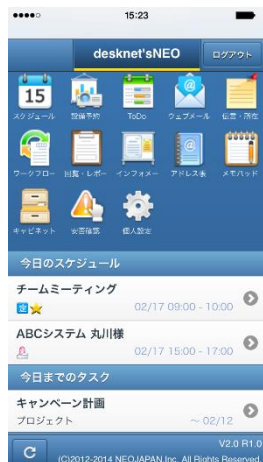 15:23
desknet'sNEO
ログアウト
15
スケジュール 設備予約 ToDo ウェブメール 伝言・所在
ワークフロー 回覧・レポー インフォメー アドレス帳 メモパッド
キャビネット 安否確認 個人設定
今日のスケジュール
チームミーティング
02/17 09:00 - 10:00
ABCシステム 丸川様
02/17 15:00 - 17:00
今日までのタスク
キャンペーン計画
プロジェクト ～ 02/12
V2.0 R1.0
(C)2012-2014 NEOJAPAN Inc. All Rights Reserved.